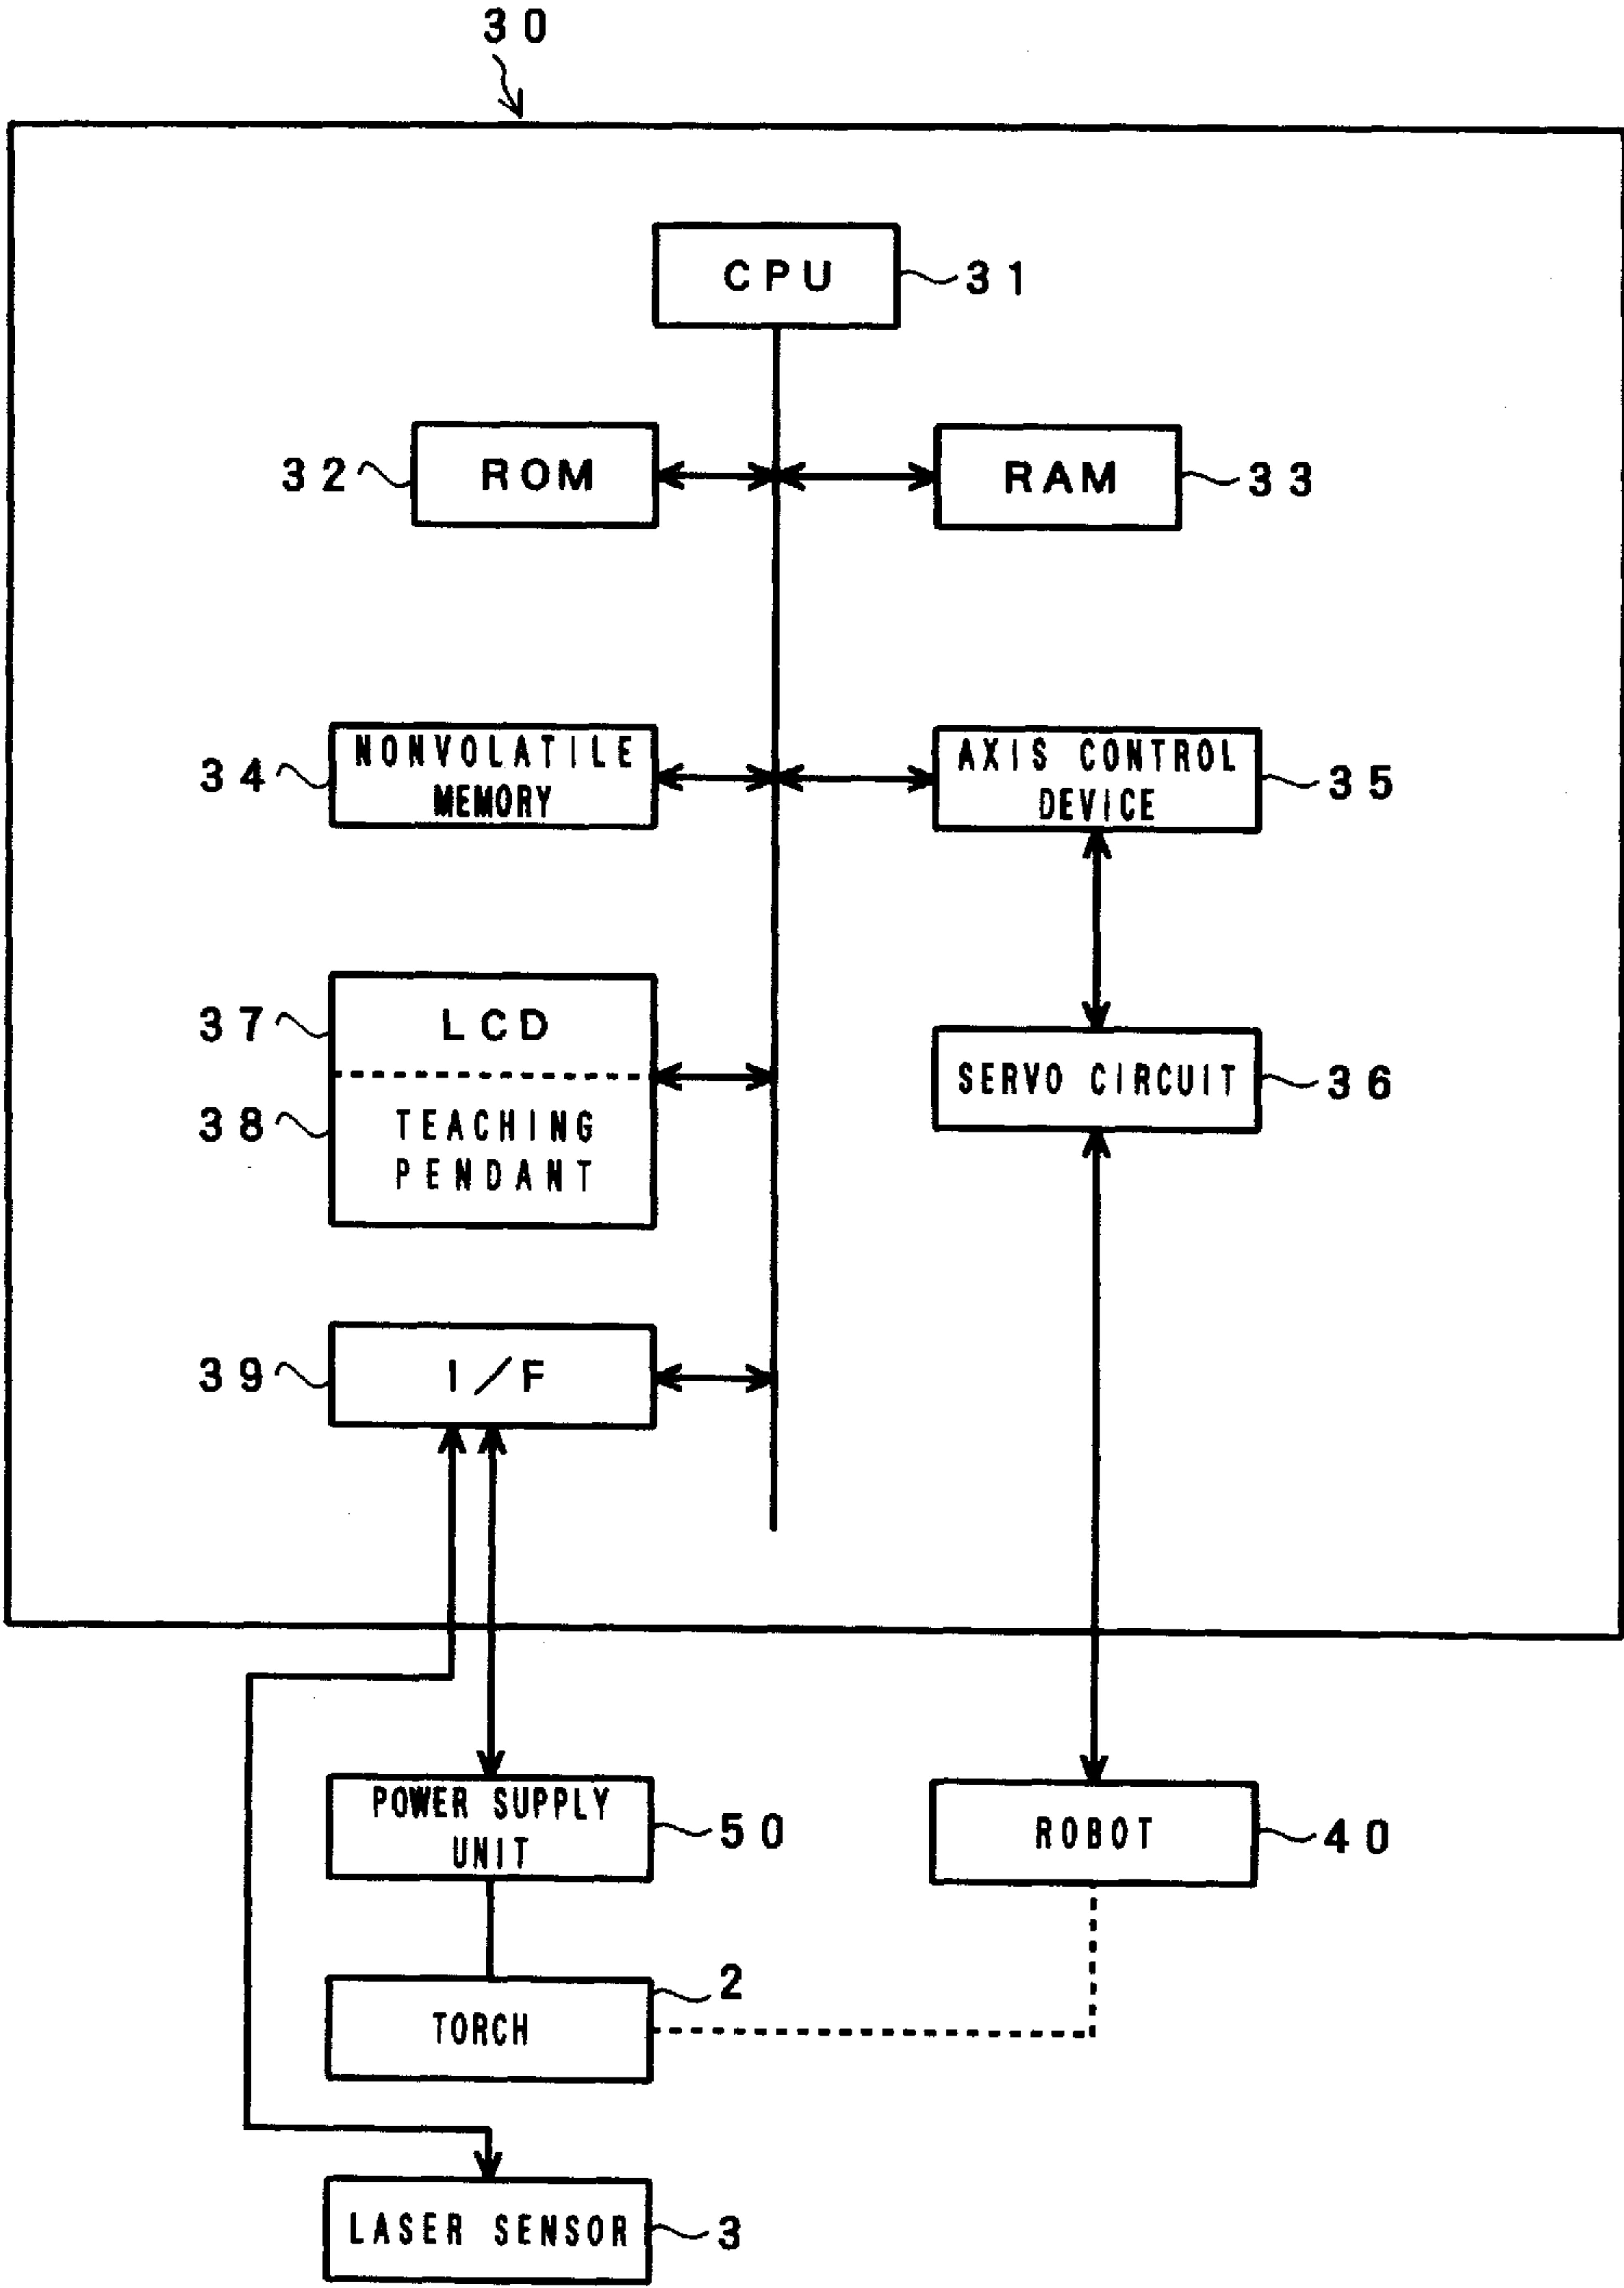 30
CPU
31
32
ROM
RAM
33
34
NONVOLATILE
MEMORY
AXIS CONTROL
DEVICE
35
37
LCD
38
TEACHING
PENDANT
SERVO CIRCUIT
36
39
I/F
POWER SUPPLY
UNIT
50
ROBOT
40
TORCH
2
LASER SENSOR
3